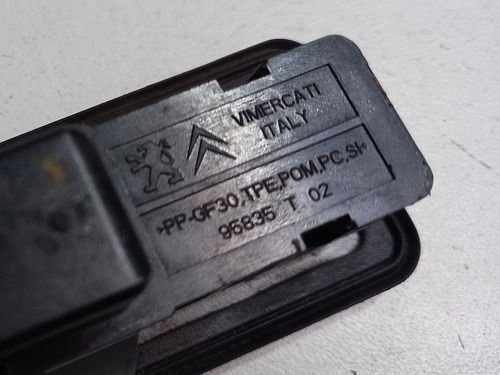 VIMERCATI
ITALY
>PP-GF30,TPE,POM,PC,SI<
96835 T 02